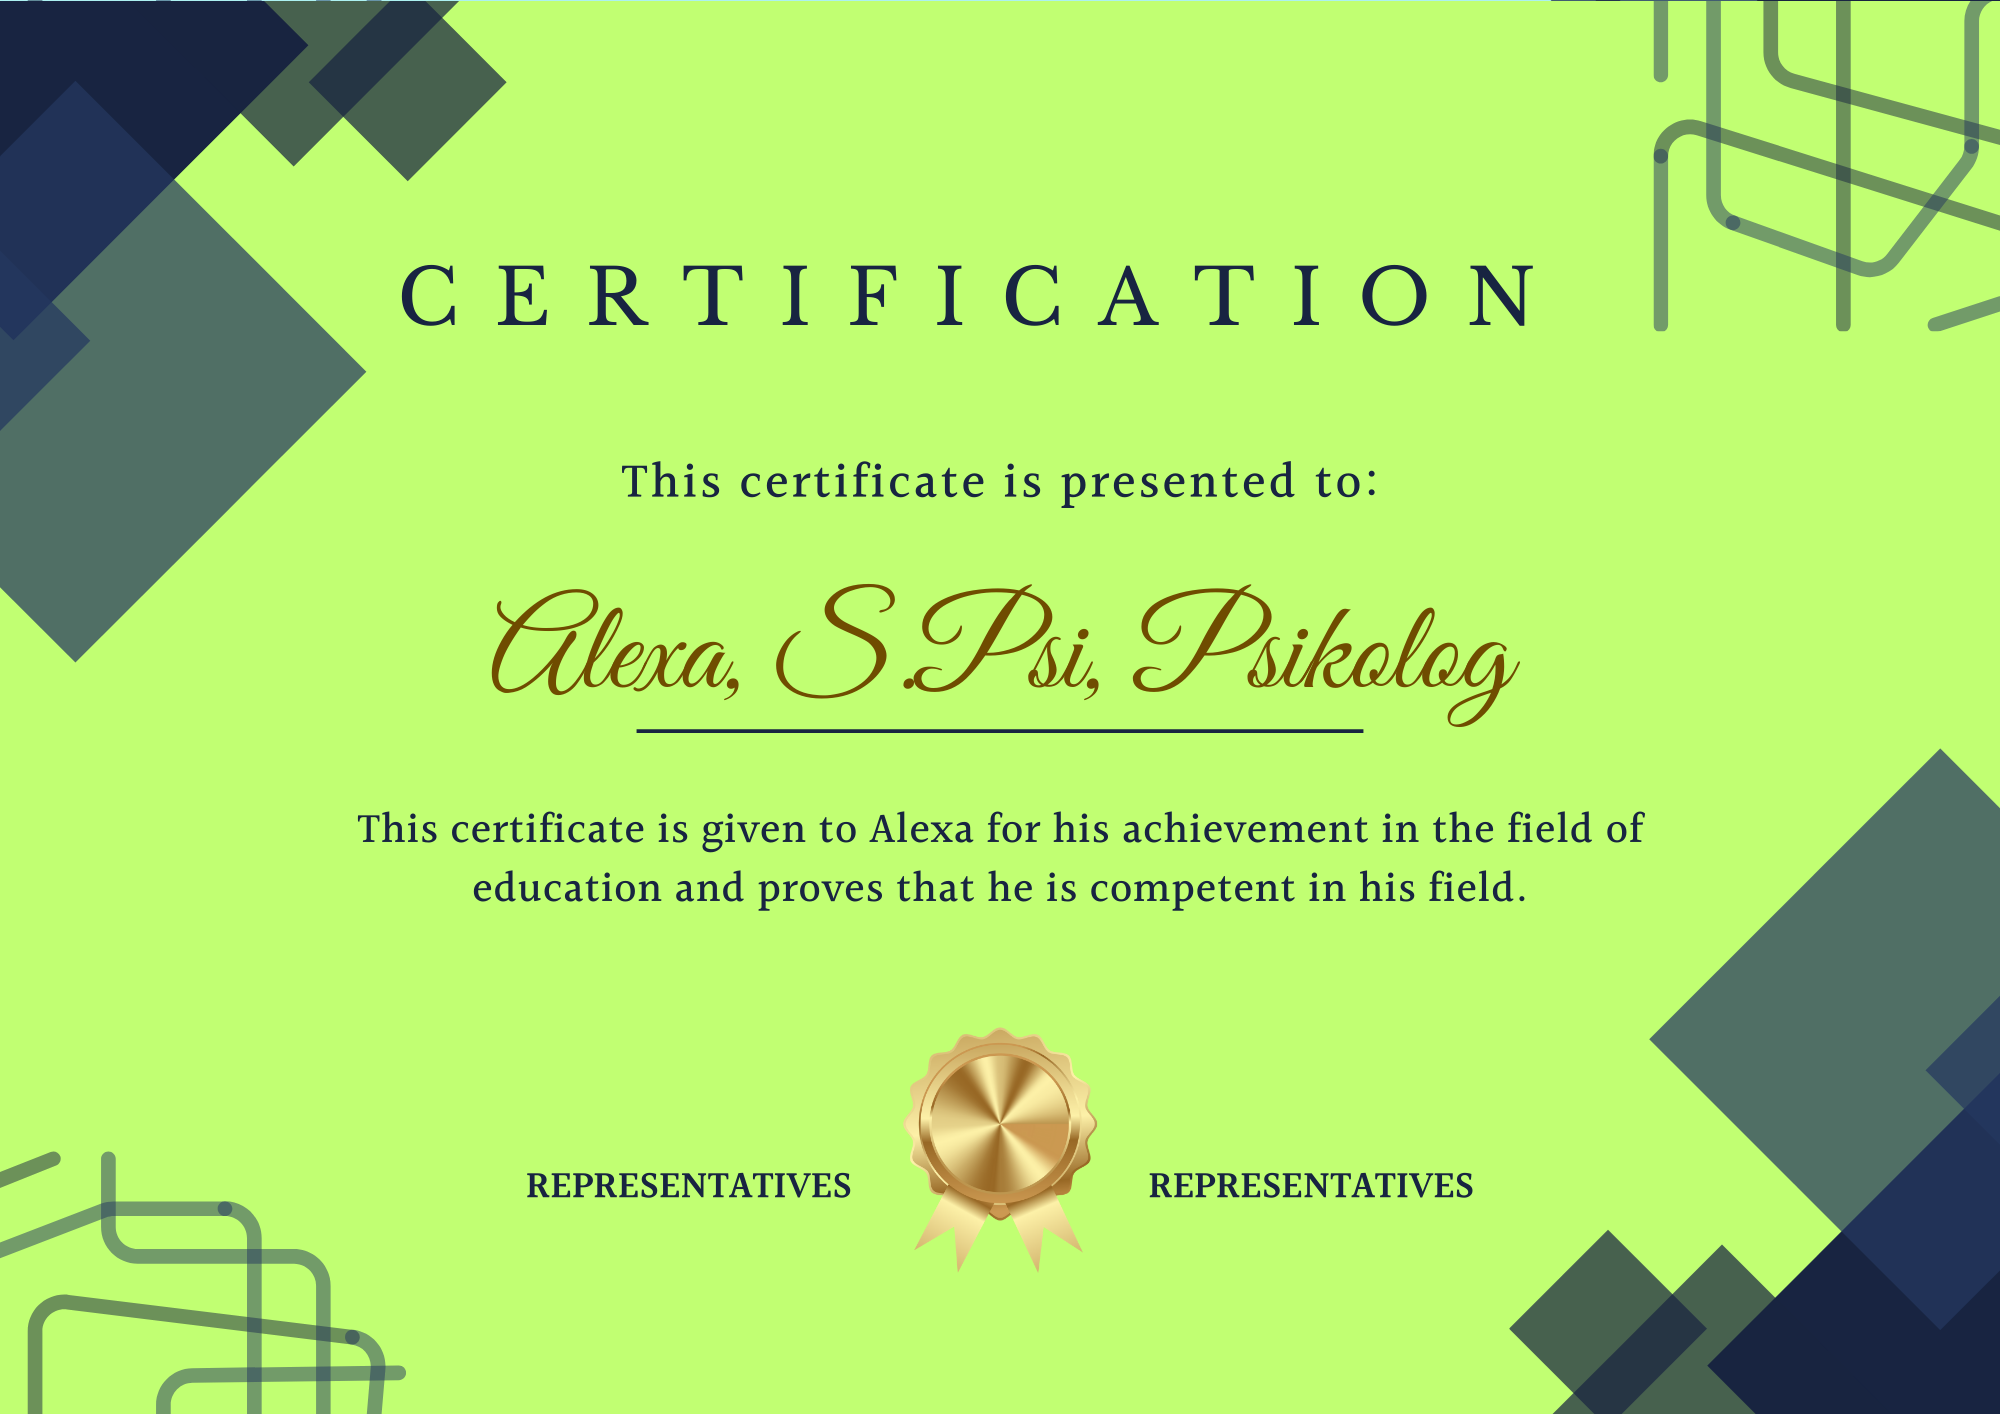 CERTIFICATION
This certificate is presented to:
Alexa, S.Psi, Psikolog
This certificate is given to Alexa for his achievement in the field of
education and proves that he is competent in his field.
REPRESENTATIVES
REPRESENTATIVES